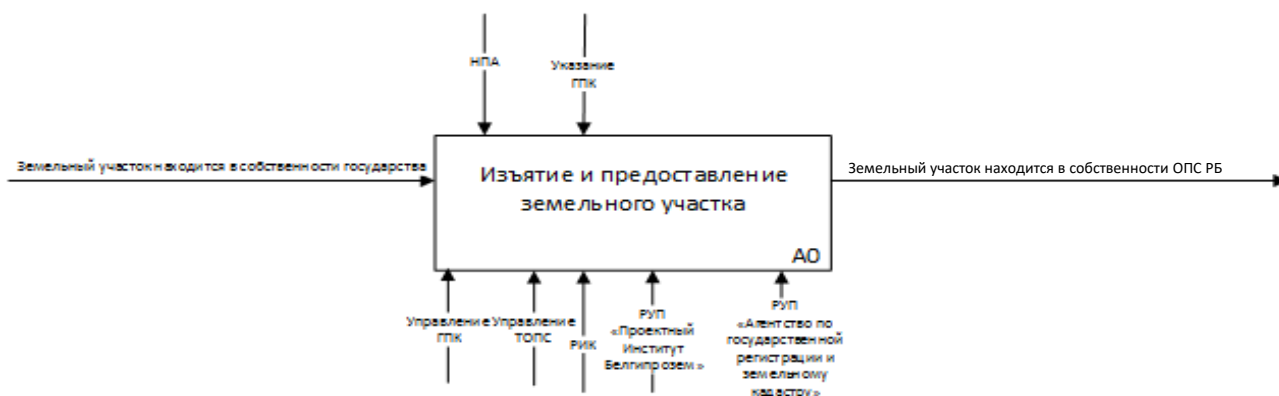 НПА
Указание
ГПК
Земельный участок находится в собственности государства
Изъятие и предоставление
земельного участка
А0
Земельный участок находится в собственности ОПС РБ
Управление
ГПК
Управление
ТОПС
РИК
РУП
«Проектный
Институт
Белгипрозем»
РУП
«Агентство по
государственной
регистрации и
земельному
кадастру»